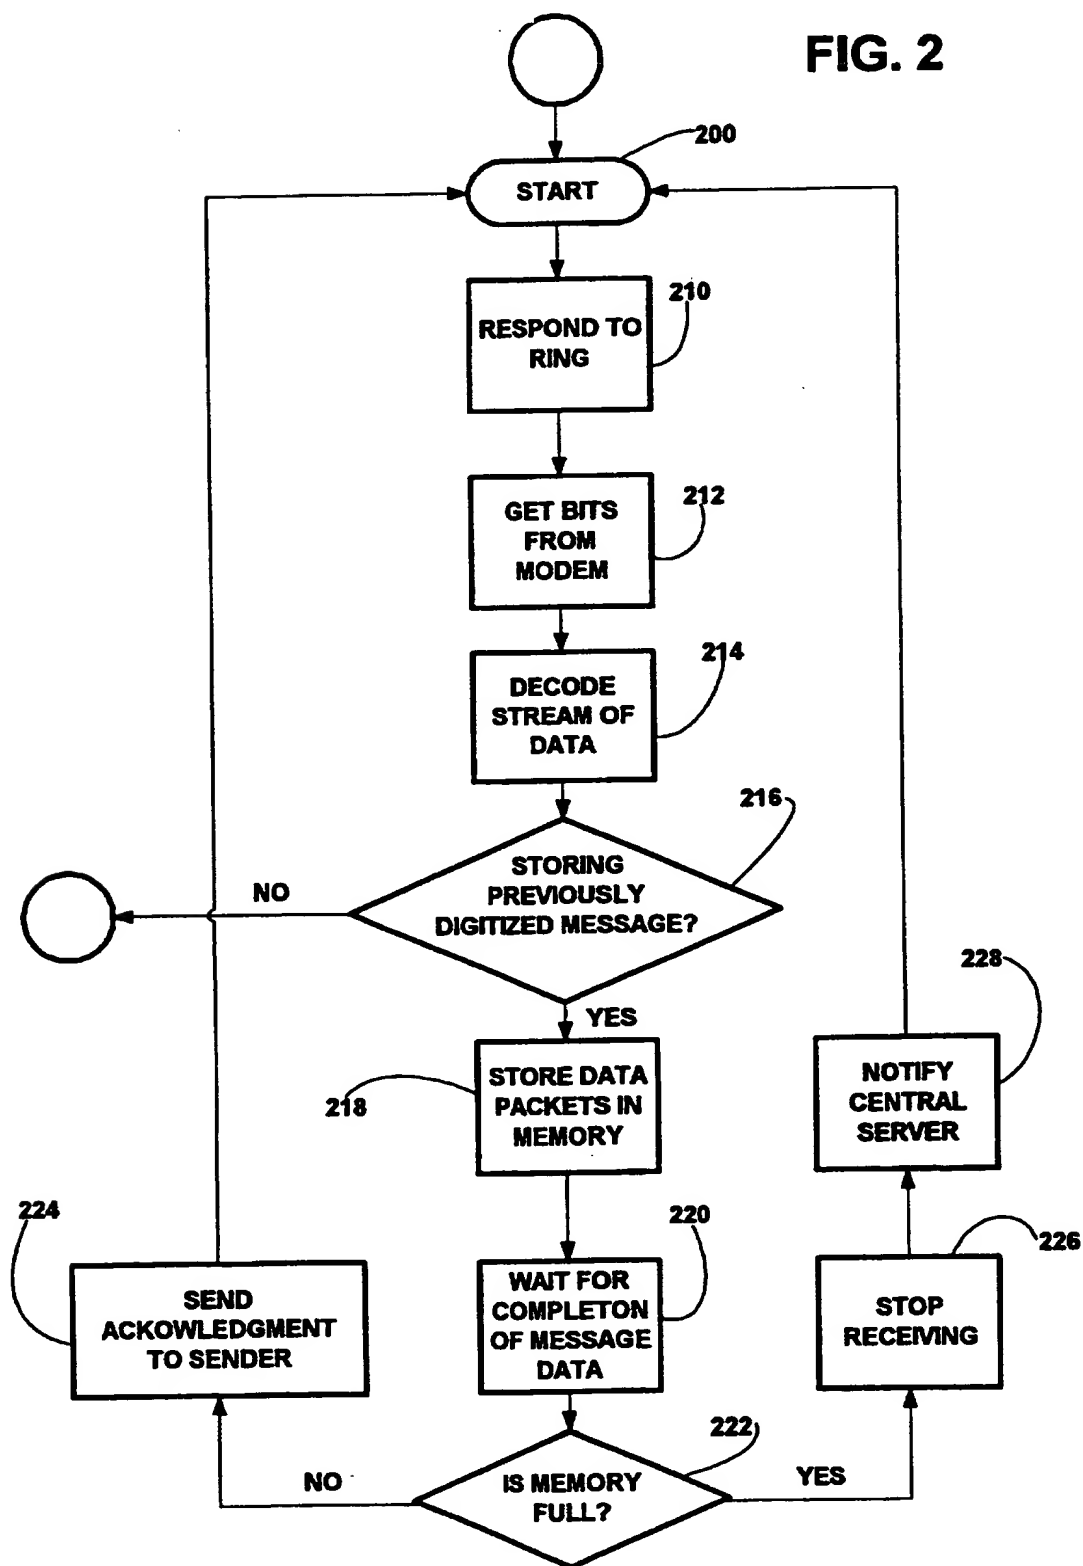 FIG. 2
200
START
210
RESPOND TO
RING
212
GET BITS
FROM
MODEM
214
DECODE
STREAM OF
DATA
216
STORING
PREVIOUSLY
DIGITIZED MESSAGE?
NO
YES
228
STORE DATA
PACKETS IN
MEMORY
218
NOTIFY
CENTRAL
SERVER
224
220
226
SEND
ACKOWLEDGMENT
TO SENDER
WAIT FOR
COMPLETON
OF MESSAGE
DATA
STOP
RECEIVING
222
NO
IS MEMORY
FULL?
YES